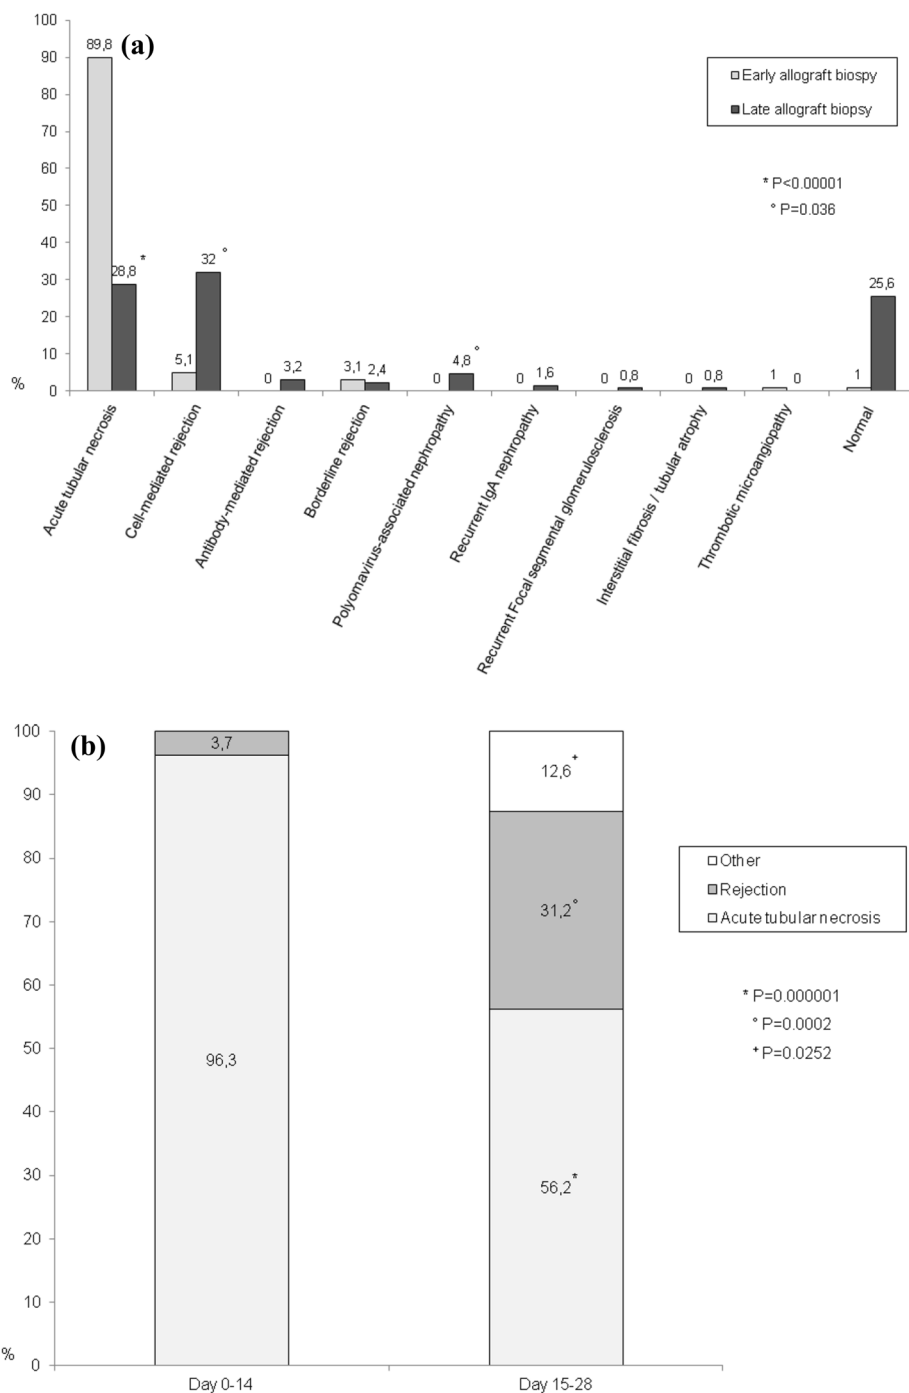 (a)
100
90
80
70
60
50
40
30
20
10
0
%
89,8
28,8 *
5,1
32 °
0
3,2
3,1
2,4
0
4,8 °
0
1,6
0
0,8
0
0,8
1
0
1
25,6
Early allograft biospy
Late allograft biopsy
* P<0.00001
° P=0.036
Acute tubular necrosis
Cell-mediated rejection
Antibody-mediated rejection
Borderline rejection
Polyomavirus-associated nephropathy
Recurrent IgA nephropathy
Recurrent Focal segmental glomerulosclerosis
Interstitial fibrosis / tubular atrophy
Thrombotic microangiopathy
Normal
(b)
100
90
80
70
60
50
40
30
20
10
0
%
3,7
96,3
12,6 +
31,2 °
56,2 *
Other
Rejection
Acute tubular necrosis
* P=0.000001
° P=0.0002
+ P=0.0252
Day 0-14
Day 15-28